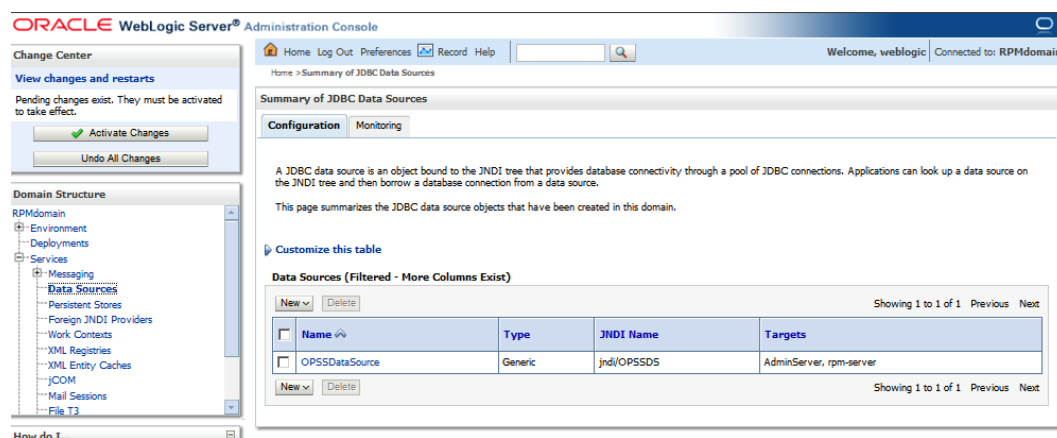 ORACLE WebLogic Server® Administration Console
Change Center
View changes and restarts
Pending changes exist. They must be activated
to take effect.
Activate Changes
Undo All Changes
Domain Structure
RPMdomain
Environment
Deployments
Services
Messaging
Data Sources
Persistent Stores
Foreign JNDI Providers
Work Contexts
XML Registries
XML Entity Caches
jCOM
Mail Sessions
File T3
How do I...
Home Log Out Preferences Record Help
Welcome, weblogic Connected to: RPMdomain
Home >Summary of JDBC Data Sources
Summary of JDBC Data Sources
Configuration Monitoring
A JDBC data source is an object bound to the JNDI tree that provides database connectivity through a pool of JDBC connections. Applications can look up a data source on
the JNDI tree and then borrow a database connection from a data source.
This page summarizes the JDBC data source objects that have been created in this domain.
Customize this table
Data Sources (Filtered - More Columns Exist)
New Delete Showing 1 to 1 of 1 Previous Next
Name Type JNDI Name Targets
OPSSDataSource Generic jndi/OPSSDS AdminServer, rpm-server
New Delete Showing 1 to 1 of 1 Previous Next